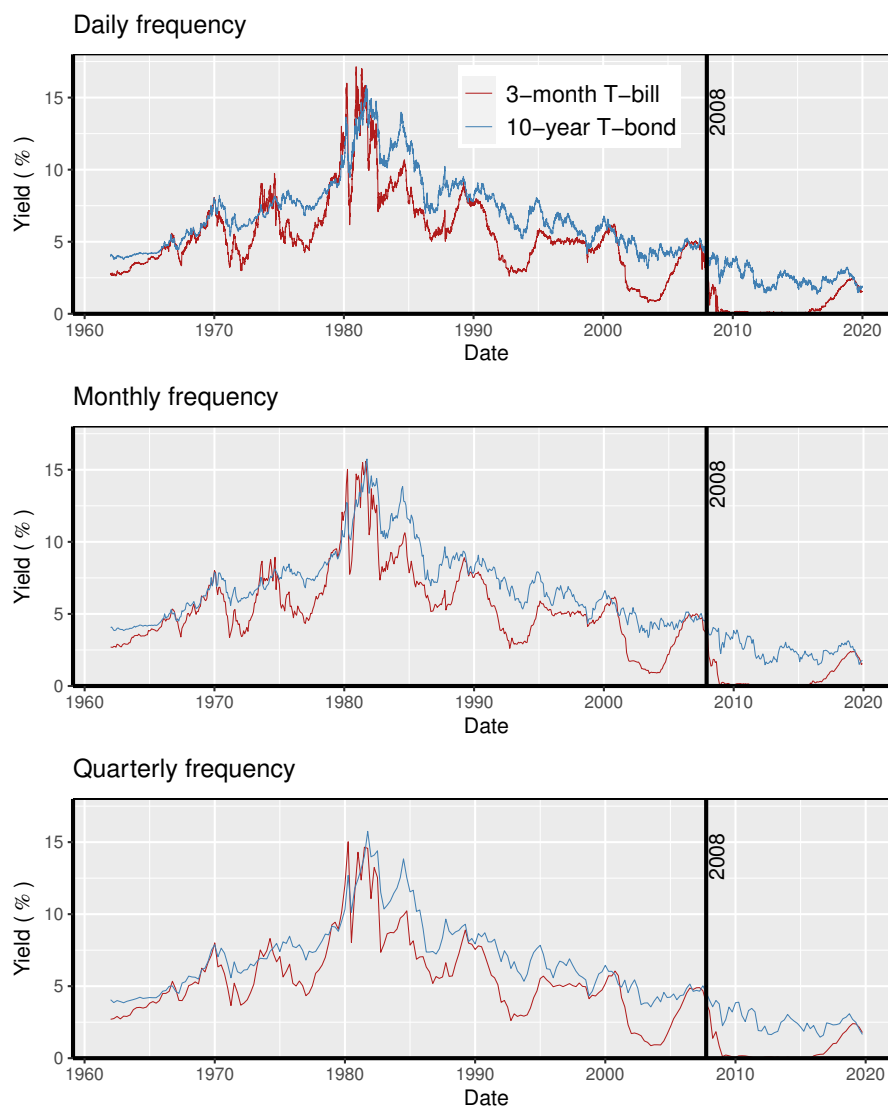 Daily frequency
Yield ( % )
15
10
5
0
3−month T−bill
10−year T−bond
2008
1960 1970 1980 1990 2000 2010 2020
Date
Monthly frequency
Yield ( % )
15
10
5
0
2008
1960 1970 1980 1990 2000 2010 2020
Date
Quarterly frequency
Yield ( % )
15
10
5
0
2008
1960 1970 1980 1990 2000 2010 2020
Date